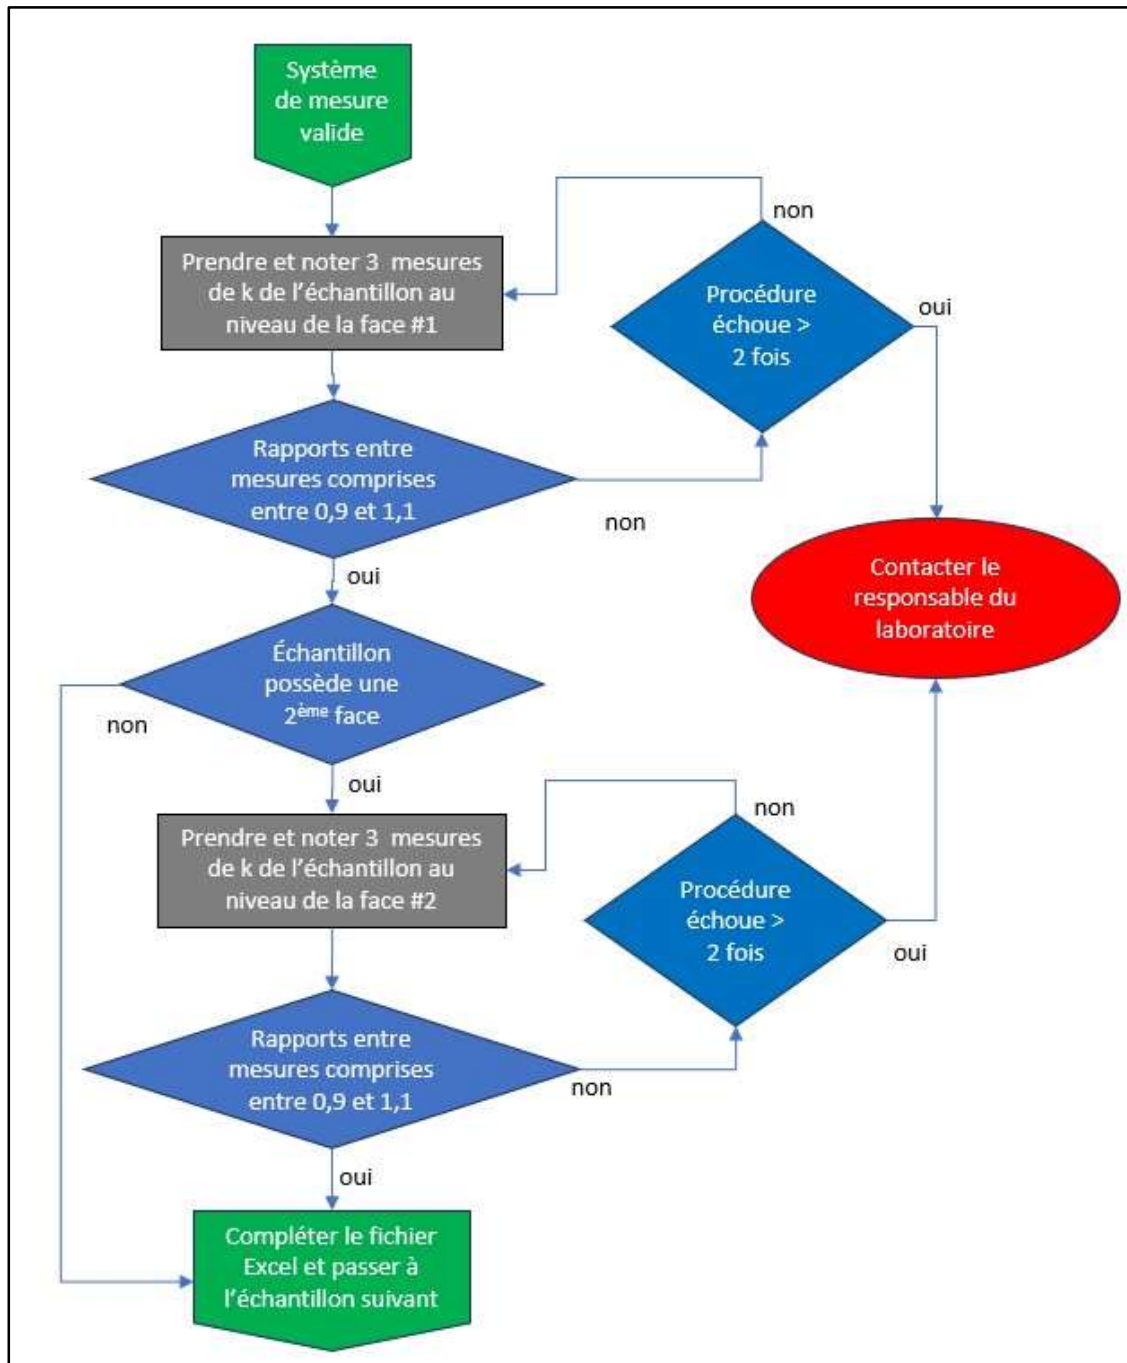 Système
de mesure
valide
non
Prendre et noter 3 mesures
de k de l'échantillon au
niveau de la face #1
Procédure
échoue >
2 fois
oui
Rapports entre
mesures comprises
entre 0,9 et 1,1
non
oui
Contacter le
responsable du
laboratoire
Échantillon
possède une
2ème face
non
oui
Prendre et noter 3 mesures
de k de l'échantillon au
niveau de la face #2
non
Procédure
échoue >
2 fois
oui
Rapports entre
mesures comprises
entre 0,9 et 1,1
non
oui
Compléter le fichier
Excel et passer à
l'échantillon suivant